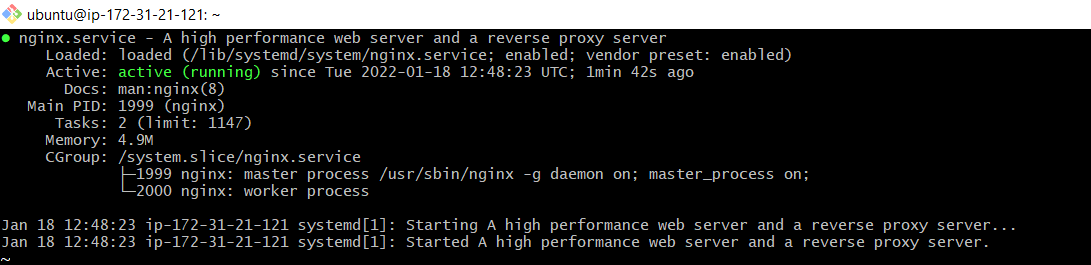 ubuntu@ip-172-31-21-121: ~
● nginx.service - A high performance web server and a reverse proxy server
     Loaded: loaded (/lib/systemd/system/nginx.service; enabled; vendor preset: enabled)
     Active: active (running) since Tue 2022-01-18 12:48:23 UTC; 1min 42s ago
       Docs: man:nginx(8)
   Main PID: 1999 (nginx)
      Tasks: 2 (limit: 1147)
     Memory: 4.9M
     CGroup: /system.slice/nginx.service
             ├─1999 nginx: master process /usr/sbin/nginx -g daemon on; master_process on;
             └─2000 nginx: worker process
Jan 18 12:48:23 ip-172-31-21-121 systemd[1]: Starting A high performance web server and a reverse proxy server...
Jan 18 12:48:23 ip-172-31-21-121 systemd[1]: Started A high performance web server and a reverse proxy server.
~